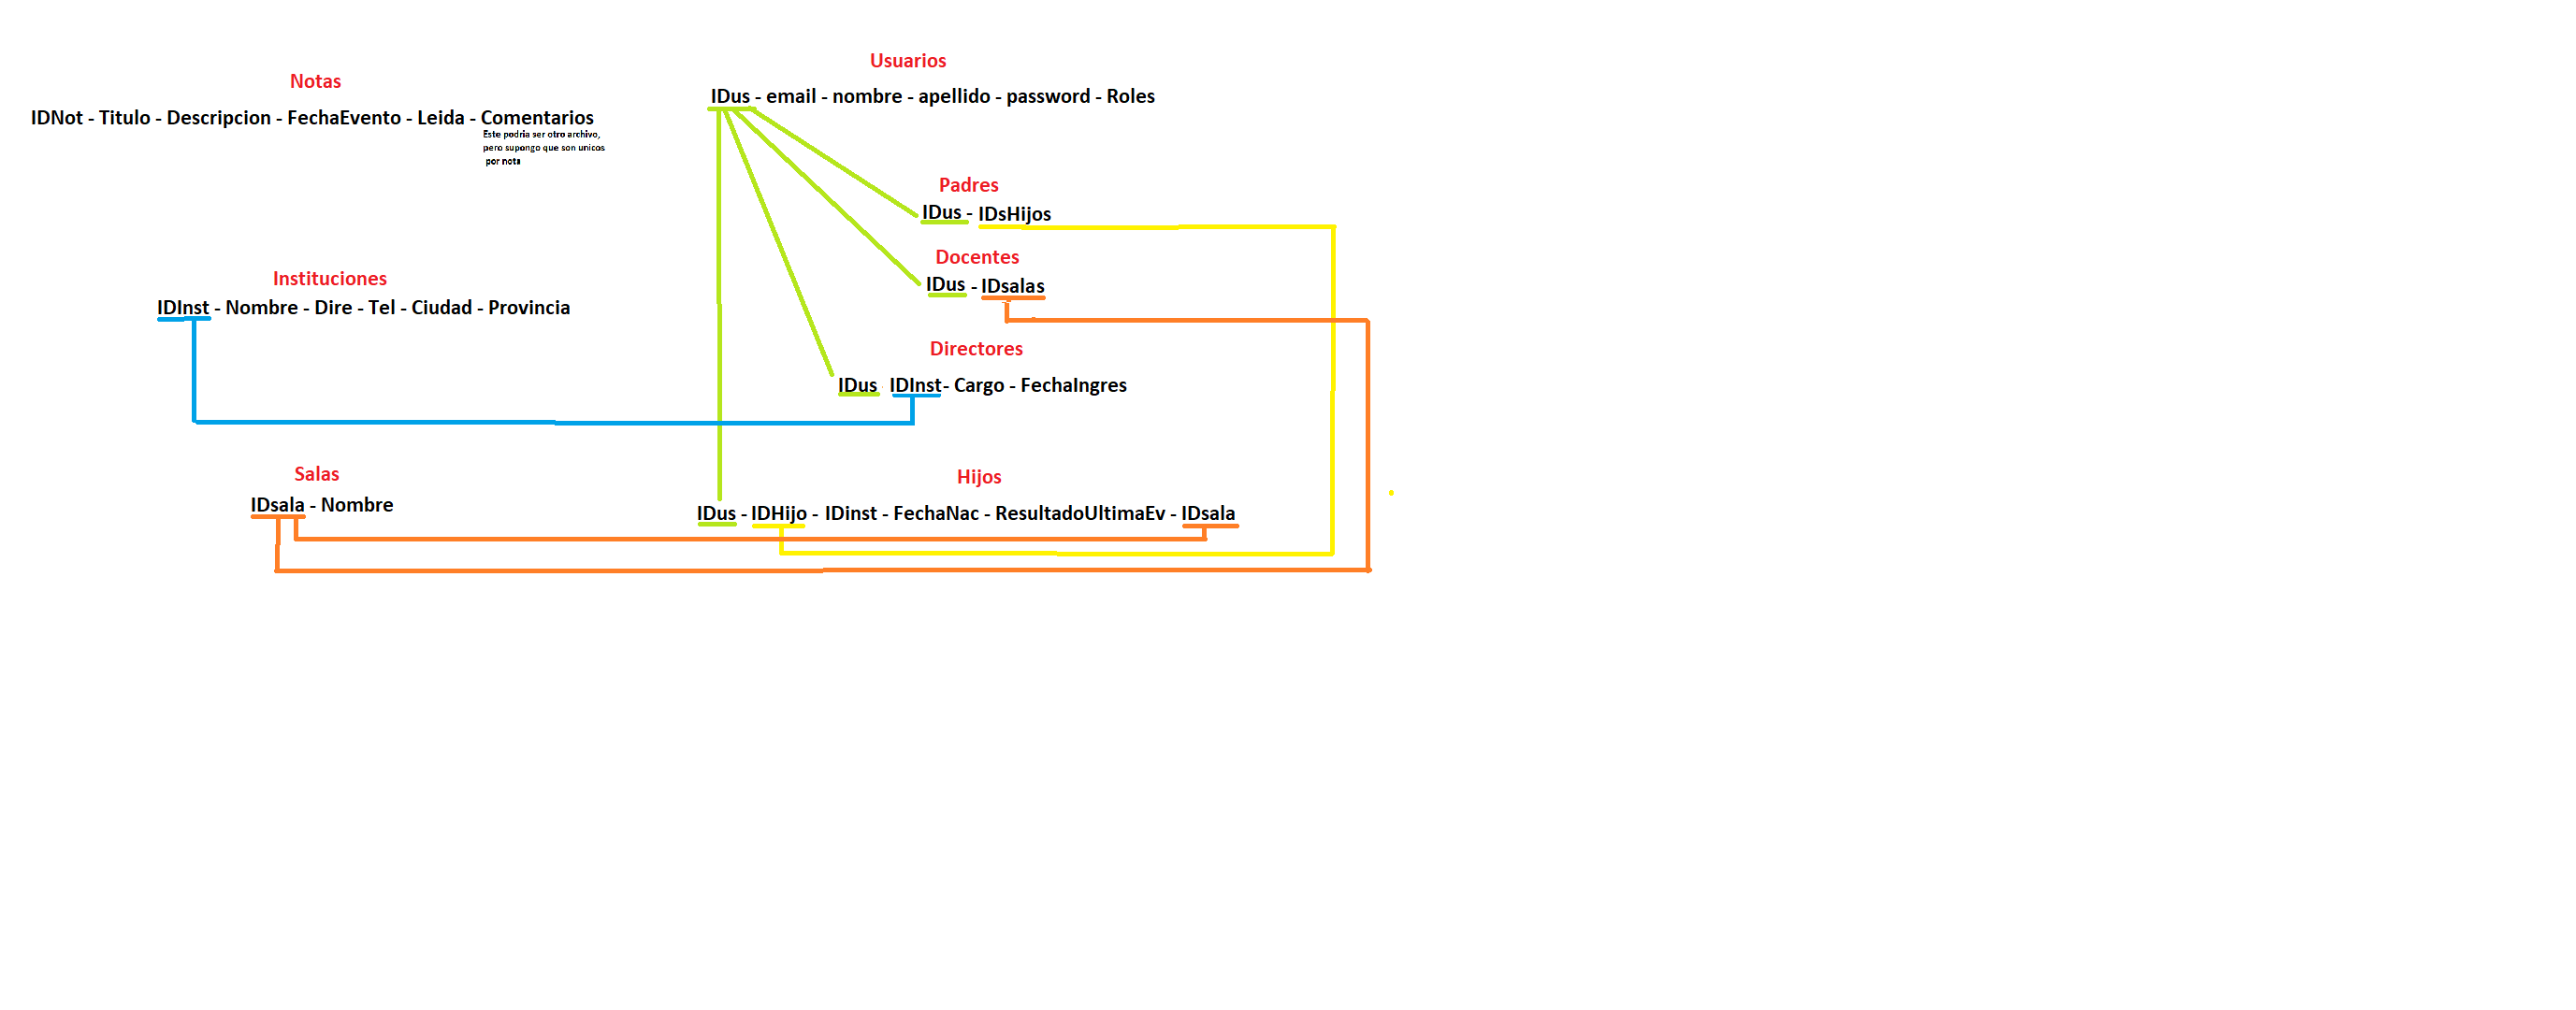 Notas
IDNot - Titulo - Descripcion - FechaEvento - Leida - Comentarios
Este podria ser otro archivo,
pero supongo que son unicos
por nota
Usuarios
IDus - email - nombre - apellido - password - Roles
Padres
IDus - IDsHijos
Docentes
IDus - IDsalas
Instituciones
IDInst - Nombre - Dire - Tel - Ciudad - Provincia
Directores
IDus IDInst - Cargo - FechaIngres
Salas
IDsala - Nombre
Hijos
IDus - IDHijo - IDinst - FechaNac - ResultadoUltimaEv - IDsala